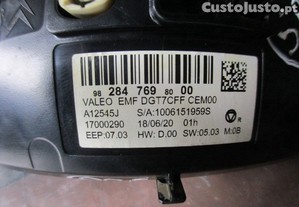 CustoJusto.pt
98 284 769 80 00
VALEO EMF DGT7CFF CEM00
A12545J S/A:1006151959S
17000290 18/06/20 01h
EEP:07.03 HW: D.00 SW:05.03 M:0B